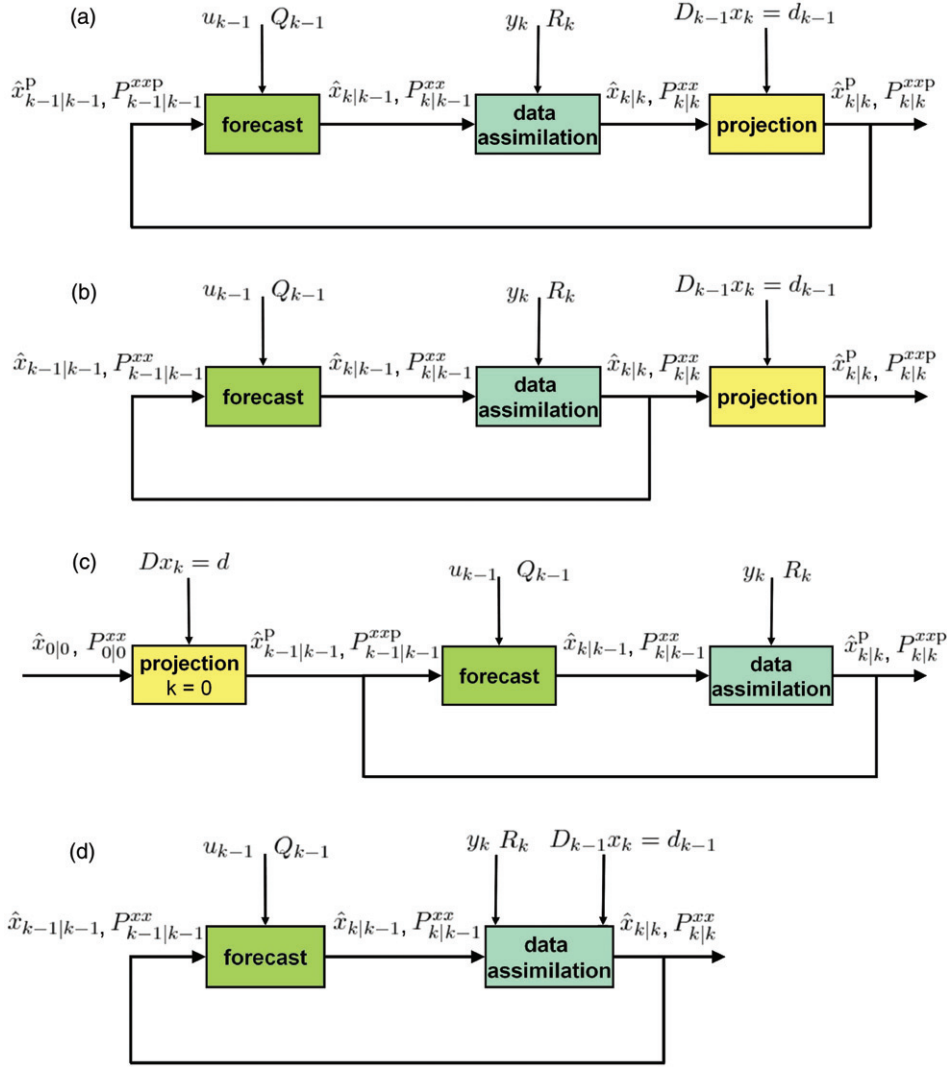 (a)
u_{k-1} Q_{k-1}
y_k R_k
D_{k-1}x_k = d_{k-1}
x̂^p_{k-1|k-1}, P^{xxp}_{k-1|k-1}
x̂_{k|k-1}, P^{xx}_{k|k-1}
x̂_{k|k}, P^{xx}_{k|k}
x̂^p_{k|k}, P^{xxp}_{k|k}
forecast
data
assimilation
projection
(b)
u_{k-1} Q_{k-1}
y_k R_k
D_{k-1}x_k = d_{k-1}
x̂_{k-1|k-1}, P^{xx}_{k-1|k-1}
x̂_{k|k-1}, P^{xx}_{k|k-1}
x̂_{k|k}, P^{xx}_{k|k}
x̂^p_{k|k}, P^{xxp}_{k|k}
forecast
data
assimilation
projection
(c)
Dx_k = d
u_{k-1} Q_{k-1}
y_k R_k
x̂_{0|0}, P^{xx}_{0|0}
x̂^p_{k-1|k-1}, P^{xxp}_{k-1|k-1}
x̂_{k|k-1}, P^{xx}_{k|k-1}
x̂^p_{k|k}, P^{xxp}_{k|k}
projection
k = 0
forecast
data
assimilation
(d)
u_{k-1} Q_{k-1}
y_k R_k
D_{k-1}x_k = d_{k-1}
x̂_{k-1|k-1}, P^{xx}_{k-1|k-1}
x̂_{k|k-1}, P^{xx}_{k|k-1}
x̂_{k|k}, P^{xx}_{k|k}
forecast
data
assimilation